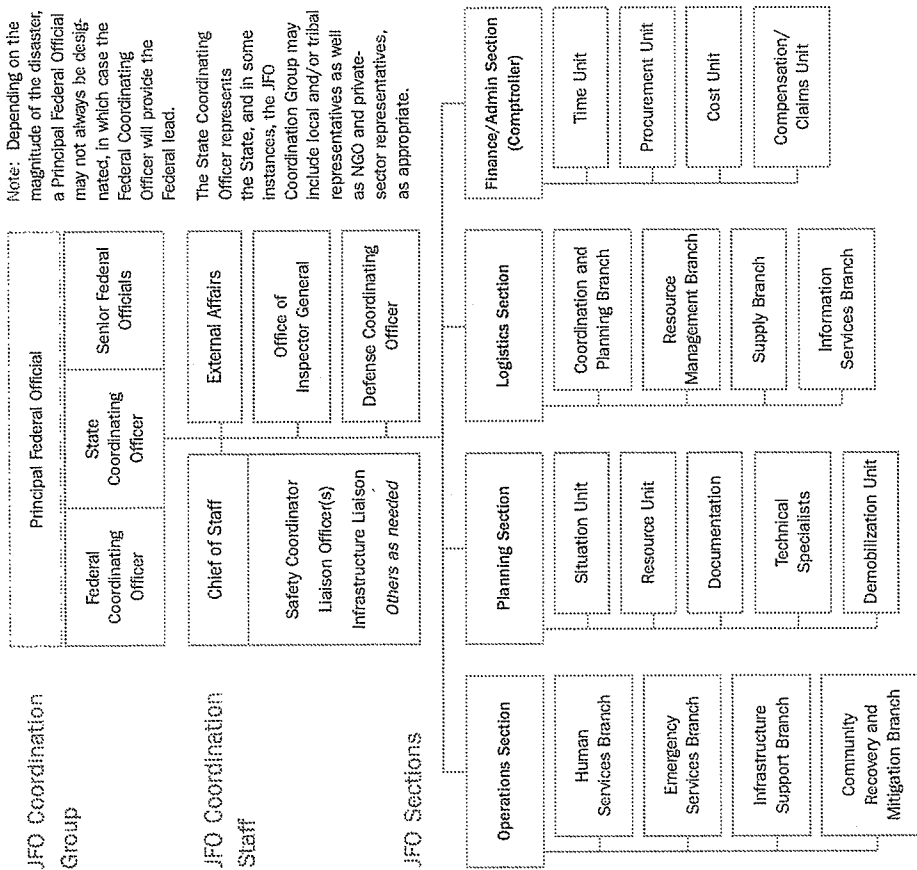 JFO Coordination
Group
Principal Federal Official
Federal
Coordinating
Officer
State
Coordinating
Officer
Senior Federal
Officials
Note: Depending on the
magnitude of the disaster,
a Principal Federal Official
may not always be desig-
nated, in which case the
Federal Coordinating
Officer will provide the
Federal lead.
JFO Coordination
Staff
Chief of Staff
Safety Coordinator
Liaison Officer(s)
Infrastructure Liaison
Others as needed
External Affairs
Office of
Inspector General
Defense Coordinating
Officer
The State Coordinating
Officer represents
the State, and in some
instances, the JFO
Coordination Group may
include local and/or tribal
representatives as well
as NGO and private-
sector representatives,
as appropriate.
JFO Sections
Operations Section
Human
Services Branch
Emergency
Services Branch
Infrastructure
Support Branch
Community
Recovery and
Mitigation Branch
Planning Section
Situation Unit
Resource Unit
Documentation
Technical
Specialists
Demobilization Unit
Logistics Section
Coordination and
Planning Branch
Resource
Management Branch
Supply Branch
Information
Services Branch
Finance/Admin Section
(Comptroller)
Time Unit
Procurement Unit
Cost Unit
Compensation/
Claims Unit